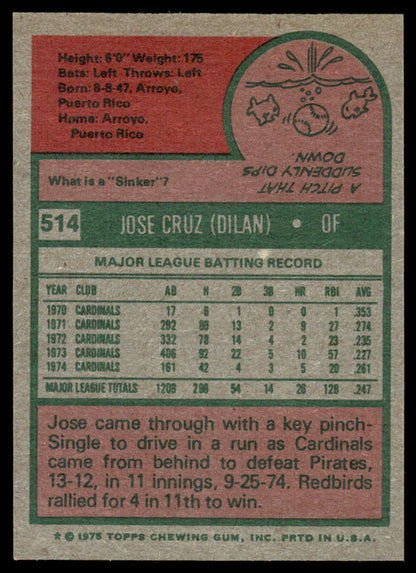 Height: 6'0" Weight: 175
Bats: Left Throws: Left
Born: 8-8-47, Arroyo,
Puerto Rico
Home: Arroyo,
Puerto Rico
What is a "Sinker"?
A PITCH THAT
SUDDENLY DIPS
DOWN.
514 JOSE CRUZ (DILAN) • OF
MAJOR LEAGUE BATTING RECORD
YEAR CLUB AB H 2B 3B HR RBI AVG
1970 CARDINALS 17 6 1 0 0 1 .353
1971 CARDINALS 292 80 13 2 9 27 .274
1972 CARDINALS 332 78 14 4 2 23 .235
1973 CARDINALS 406 92 22 5 10 57 .227
1974 CARDINALS 161 42 4 3 5 20 .261
MAJOR LEAGUE TOTALS 1208 298 54 14 26 128 .247
Jose came through with a key pinch-
Single to drive in a run as Cardinals
came from behind to defeat Pirates,
13-12, in 11 innings, 9-25-74. Redbirds
rallied for 4 in 11th to win.
* © 1975 TOPPS CHEWING GUM, INC. PRTD IN U.S.A.